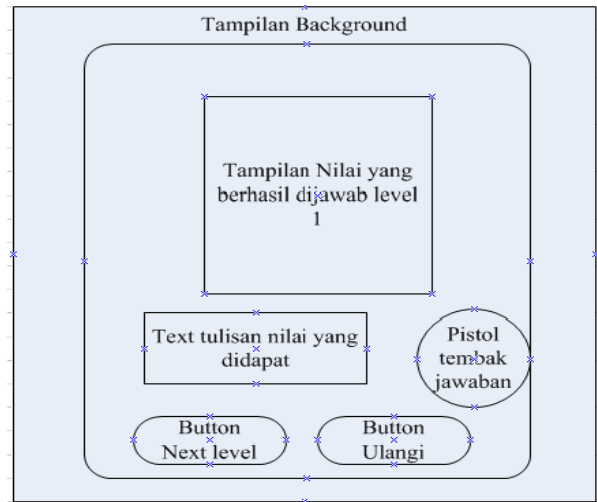 Tampilan Background
Tampilan Nilai yang
berhasil dijawab level
1
Text tulisan nilai yang
didapat
Pistol
tembak
jawaban
Button
Next level
Button
Ulangi